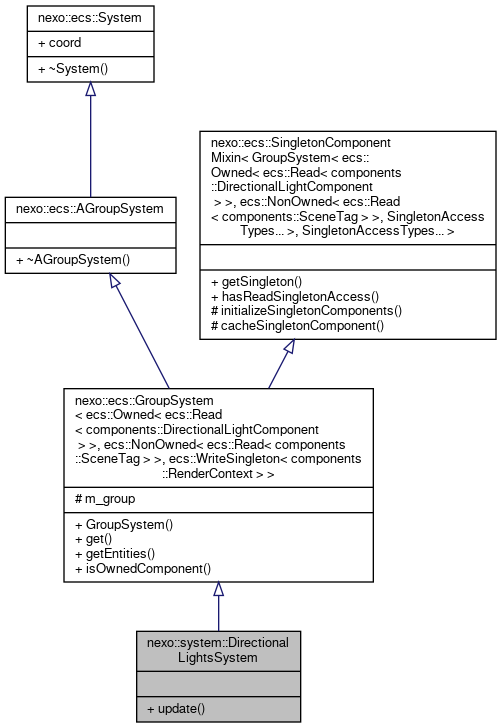 nexo::ecs::System
+ coord
+ ~System()
nexo::ecs::SingletonComponent
Mixin< GroupSystem< ecs::
Owned< ecs::Read< components
::DirectionalLightComponent
> >, ecs::NonOwned< ecs::Read
< components::SceneTag > >, SingletonAccess
Types... >, SingletonAccessTypes... >
+ getSingleton()
+ hasReadSingletonAccess()
# initializeSingletonComponents()
# cacheSingletonComponent()
nexo::ecs::AGroupSystem
+ ~AGroupSystem()
nexo::ecs::GroupSystem
< ecs::Owned< ecs::Read
< components::DirectionalLightComponent
> >, ecs::NonOwned< ecs::Read< components
::SceneTag > >, ecs::WriteSingleton< components
::RenderContext > >
# m_group
+ GroupSystem()
+ get()
+ getEntities()
+ isOwnedComponent()
nexo::system::Directional
LightsSystem
+ update()